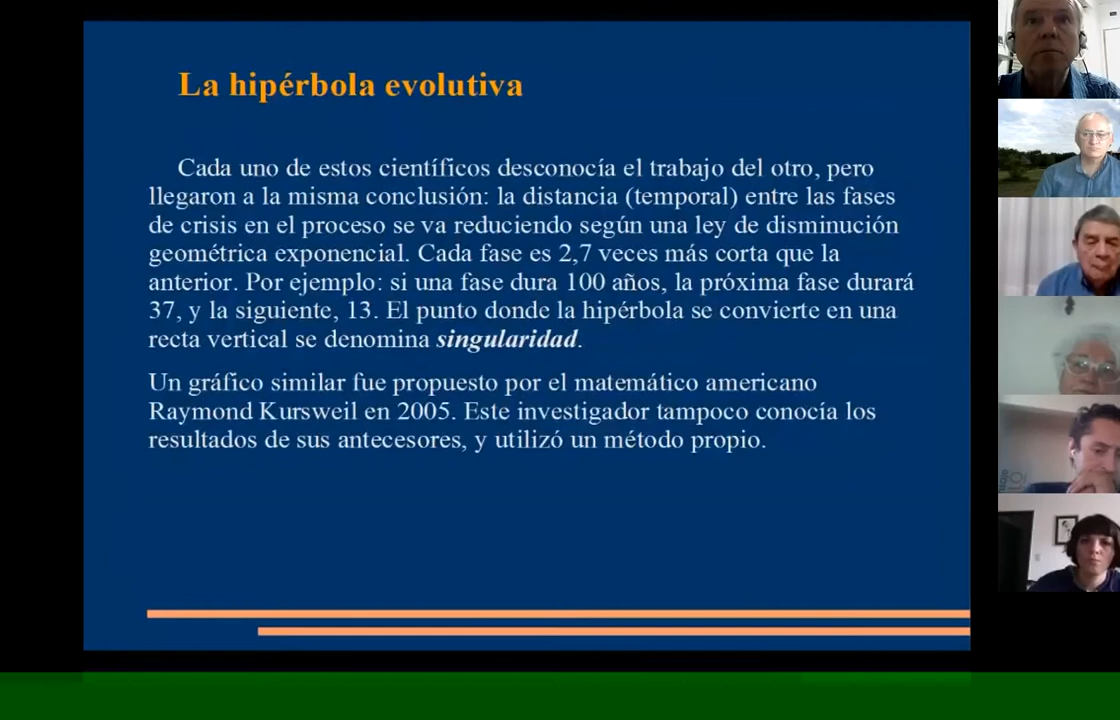 La hipérbola evolutiva
Cada uno de estos científicos desconocía el trabajo del otro, pero
llegaron a la misma conclusión: la distancia (temporal) entre las fases
de crisis en el proceso se va reduciendo según una ley de disminución
geométrica exponencial. Cada fase es 2,7 veces más corta que la
anterior. Por ejemplo: si una fase dura 100 años, la próxima fase durará
37, y la siguiente, 13. El punto donde la hipérbola se convierte en una
recta vertical se denomina singularidad.
Un gráfico similar fue propuesto por el matemático americano
Raymond Kursweil en 2005. Este investigador tampoco conocía los
resultados de sus antecesores, y utilizó un método propio.